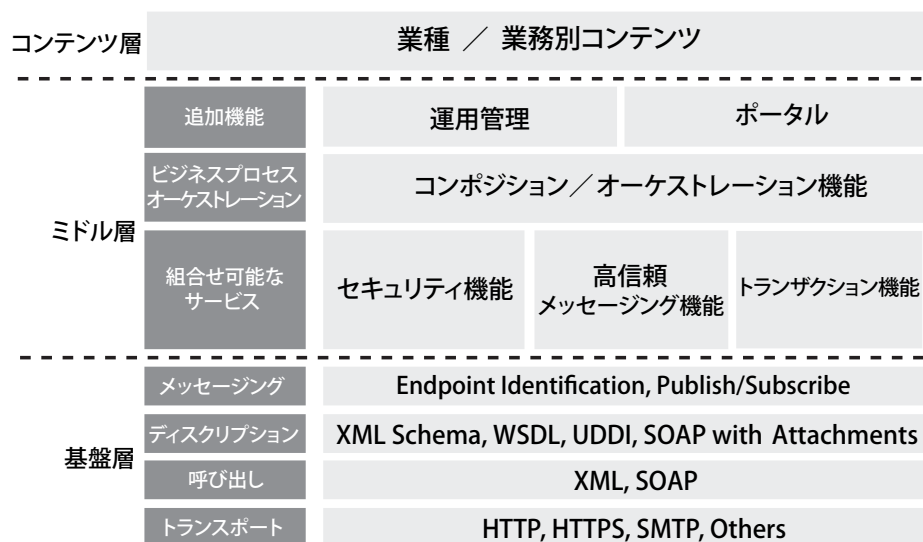 コンテンツ層
業種 ／ 業務別コンテンツ
ミドル層
追加機能
運用管理
ポータル
ビジネスプロセス
オーケストレーション
コンポジション／オーケストレーション機能
組合せ可能な
サービス
セキュリティ機能
高信頼
メッセージング機能
トランザクション機能
基盤層
メッセージング
Endpoint Identification, Publish/Subscribe
ディスクリプション
XML Schema, WSDL, UDDI, SOAP with Attachments
呼び出し
XML, SOAP
トランスポート
HTTP, HTTPS, SMTP, Others